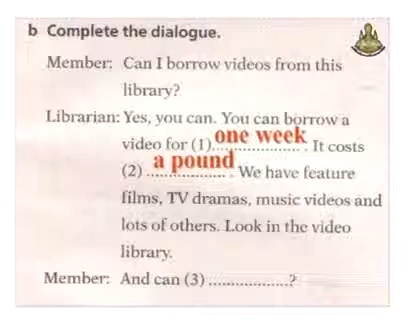 b Complete the dialogue.
Member: Can I borrow videos from this
library?
Librarian: Yes, you can. You can borrow a
video for (1) one week. It costs
(2) a pound. We have feature
films, TV dramas, music videos and
lots of others. Look in the video
library.
Member: And can (3) ..................?